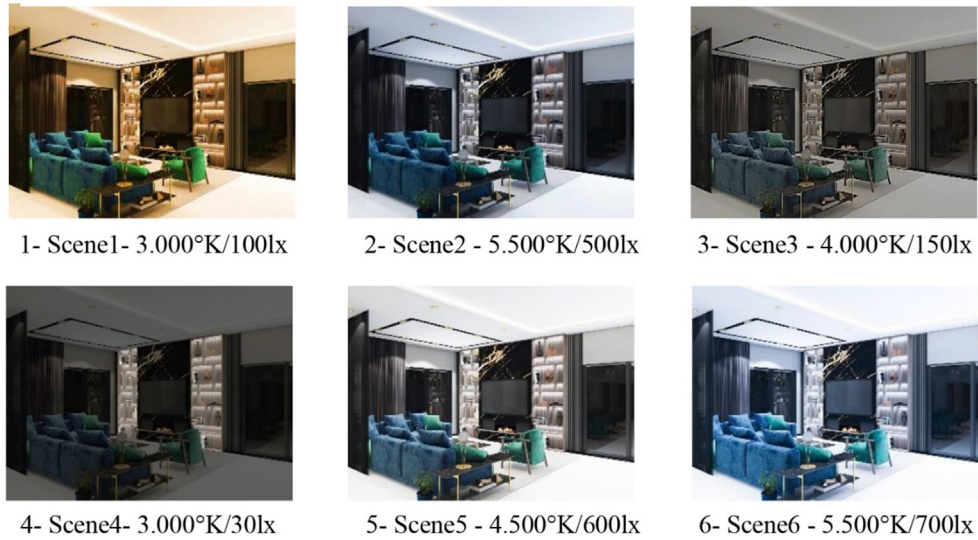 1- Scene1- 3.000°K/100lx
2- Scene2 - 5.500°K/500lx
3- Scene3 - 4.000°K/150lx
4- Scene4- 3.000°K/30lx
5- Scene5 - 4.500°K/600lx
6- Scene6 - 5.500°K/700lx